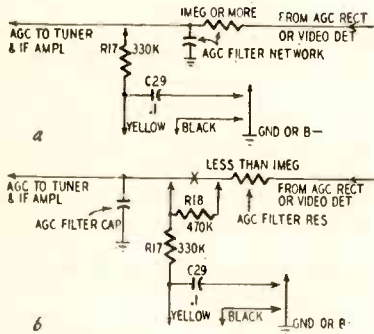 IMEG OR MORE
FROM AGC RECT
OR VIDEO DET
AGC TO TUNER
& IF AMPL
AGC FILTER NETWORK
R17
330K
C29
.1
YELLOW
BLACK
GND OR B-
a
LESS THAN IMEG
AGC TO TUNER
& IF AMPL
X
FROM AGC RECT
OR VIDEO DET
R18
470K
AGC FILTER CAP
AGC FILTER RES
R17
330K
C29
.1
YELLOW
BLACK
GND OR B-
b